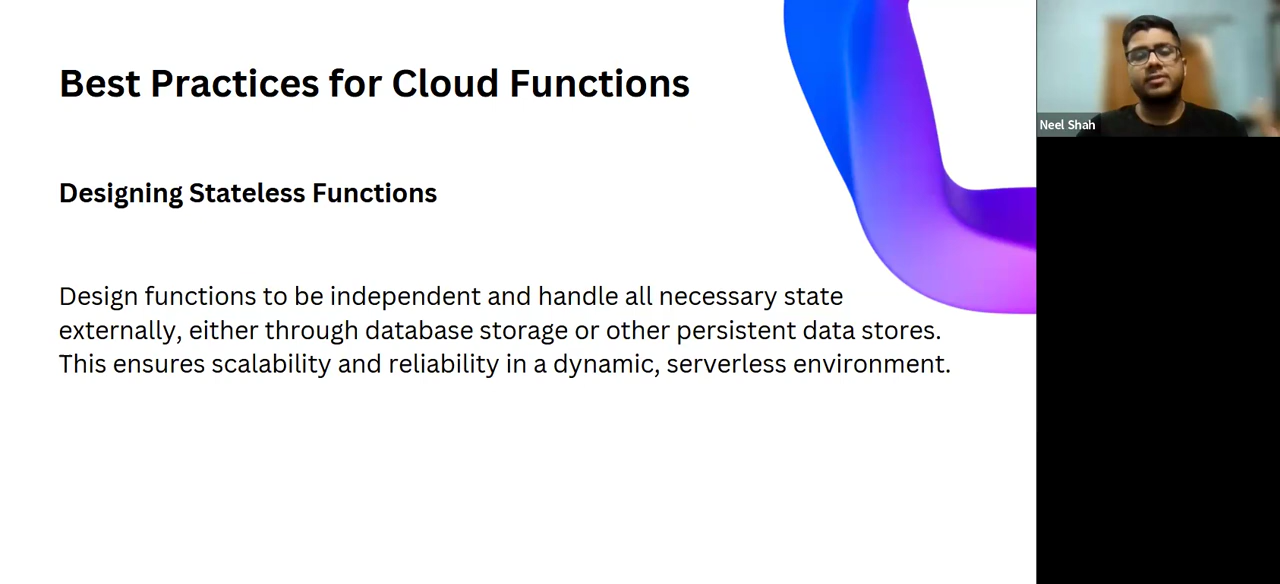 Best Practices for Cloud Functions
Designing Stateless Functions
Design functions to be independent and handle all necessary state
externally, either through database storage or other persistent data stores.
This ensures scalability and reliability in a dynamic, serverless environment.
Neel Shah